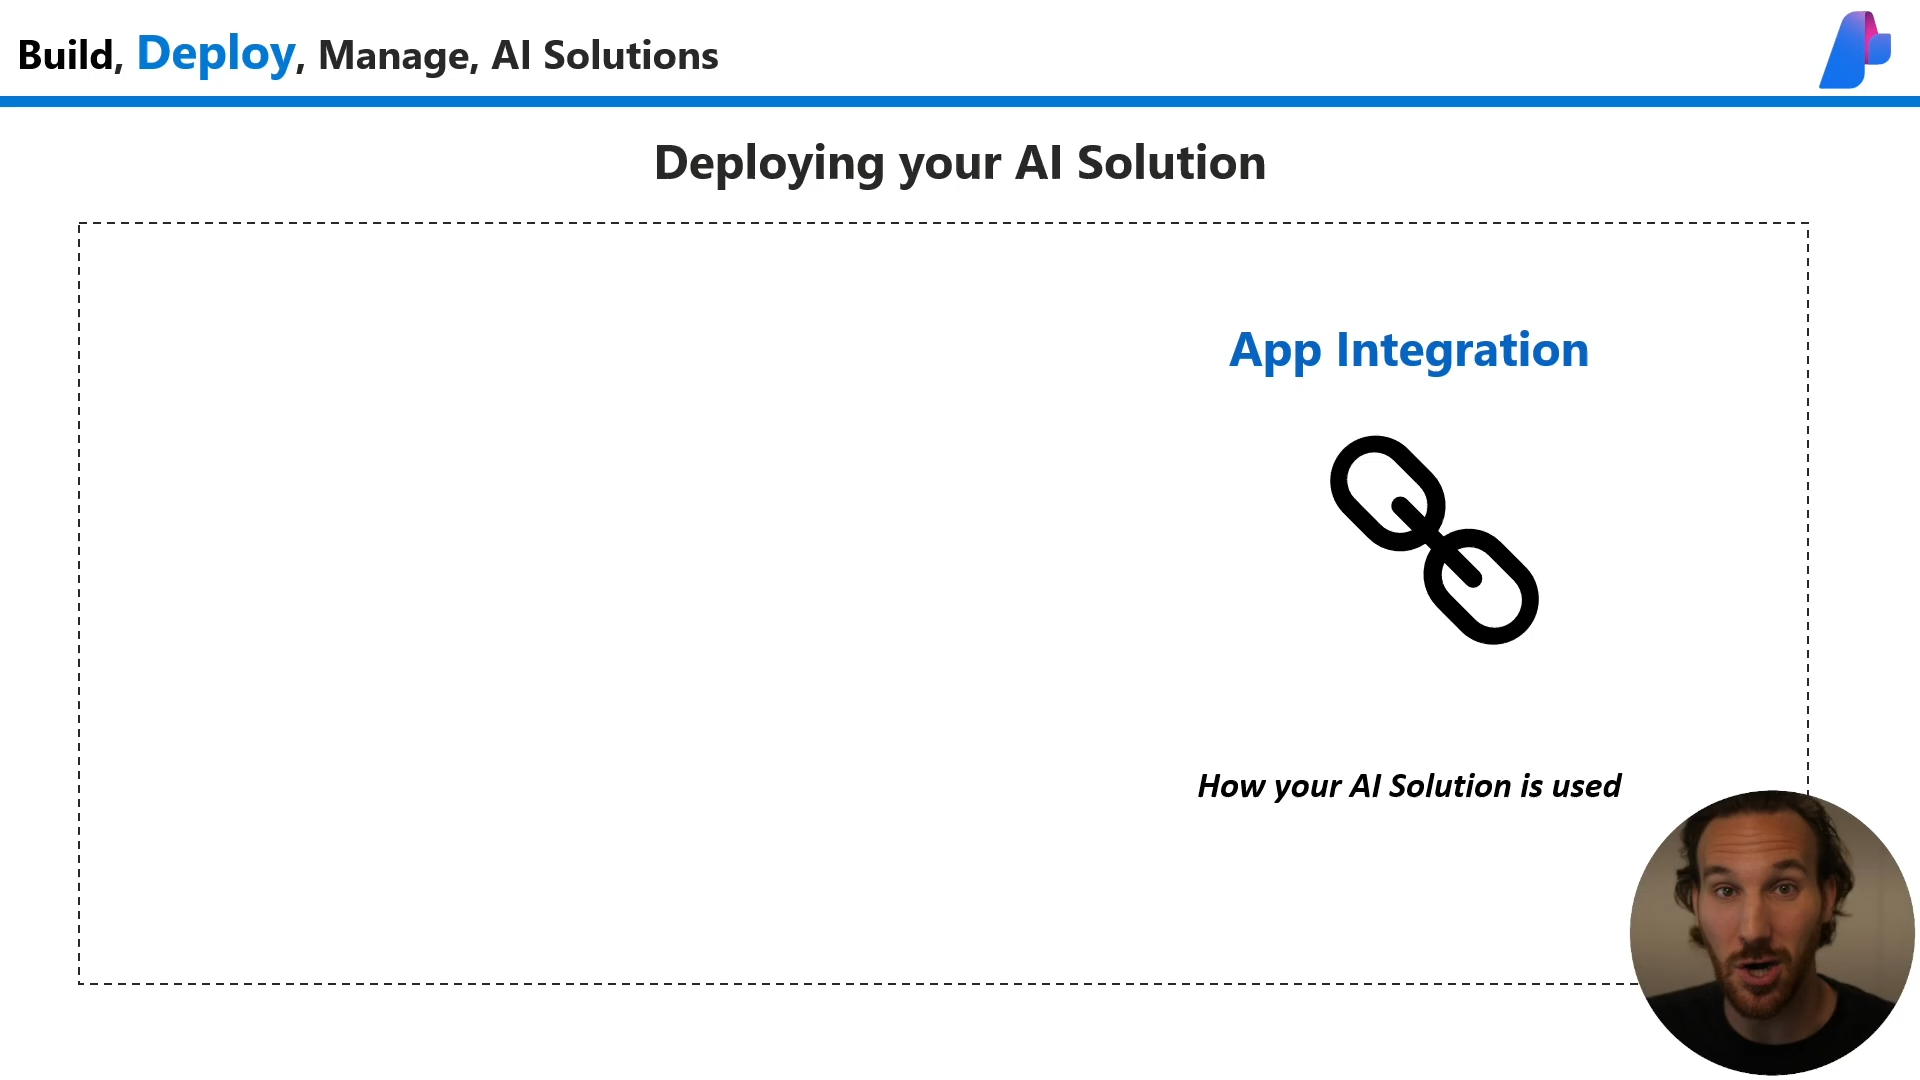 Build, Deploy, Manage, AI Solutions
Deploying your AI Solution
App Integration
How your AI Solution is used